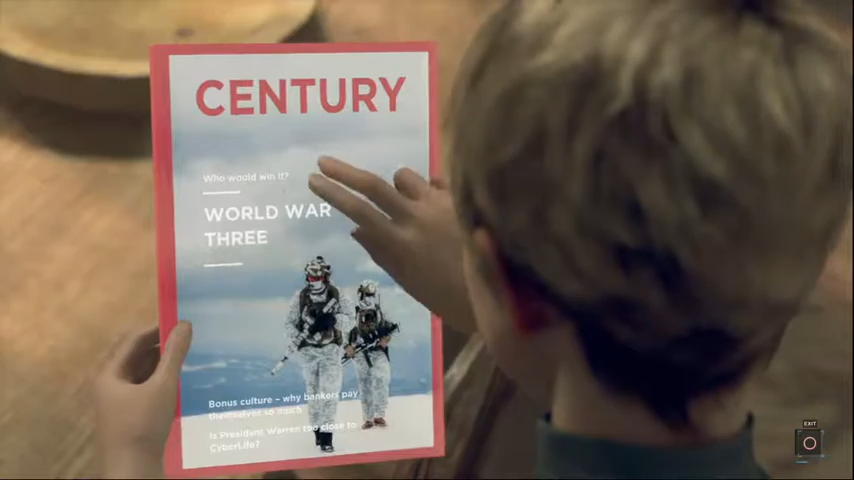 CENTURY
Who would win it?
WORLD WAR
THREE
Bonus culture – why bankers pay
themselves so much
Is President Warren too close to
CyberLife?
EXIT